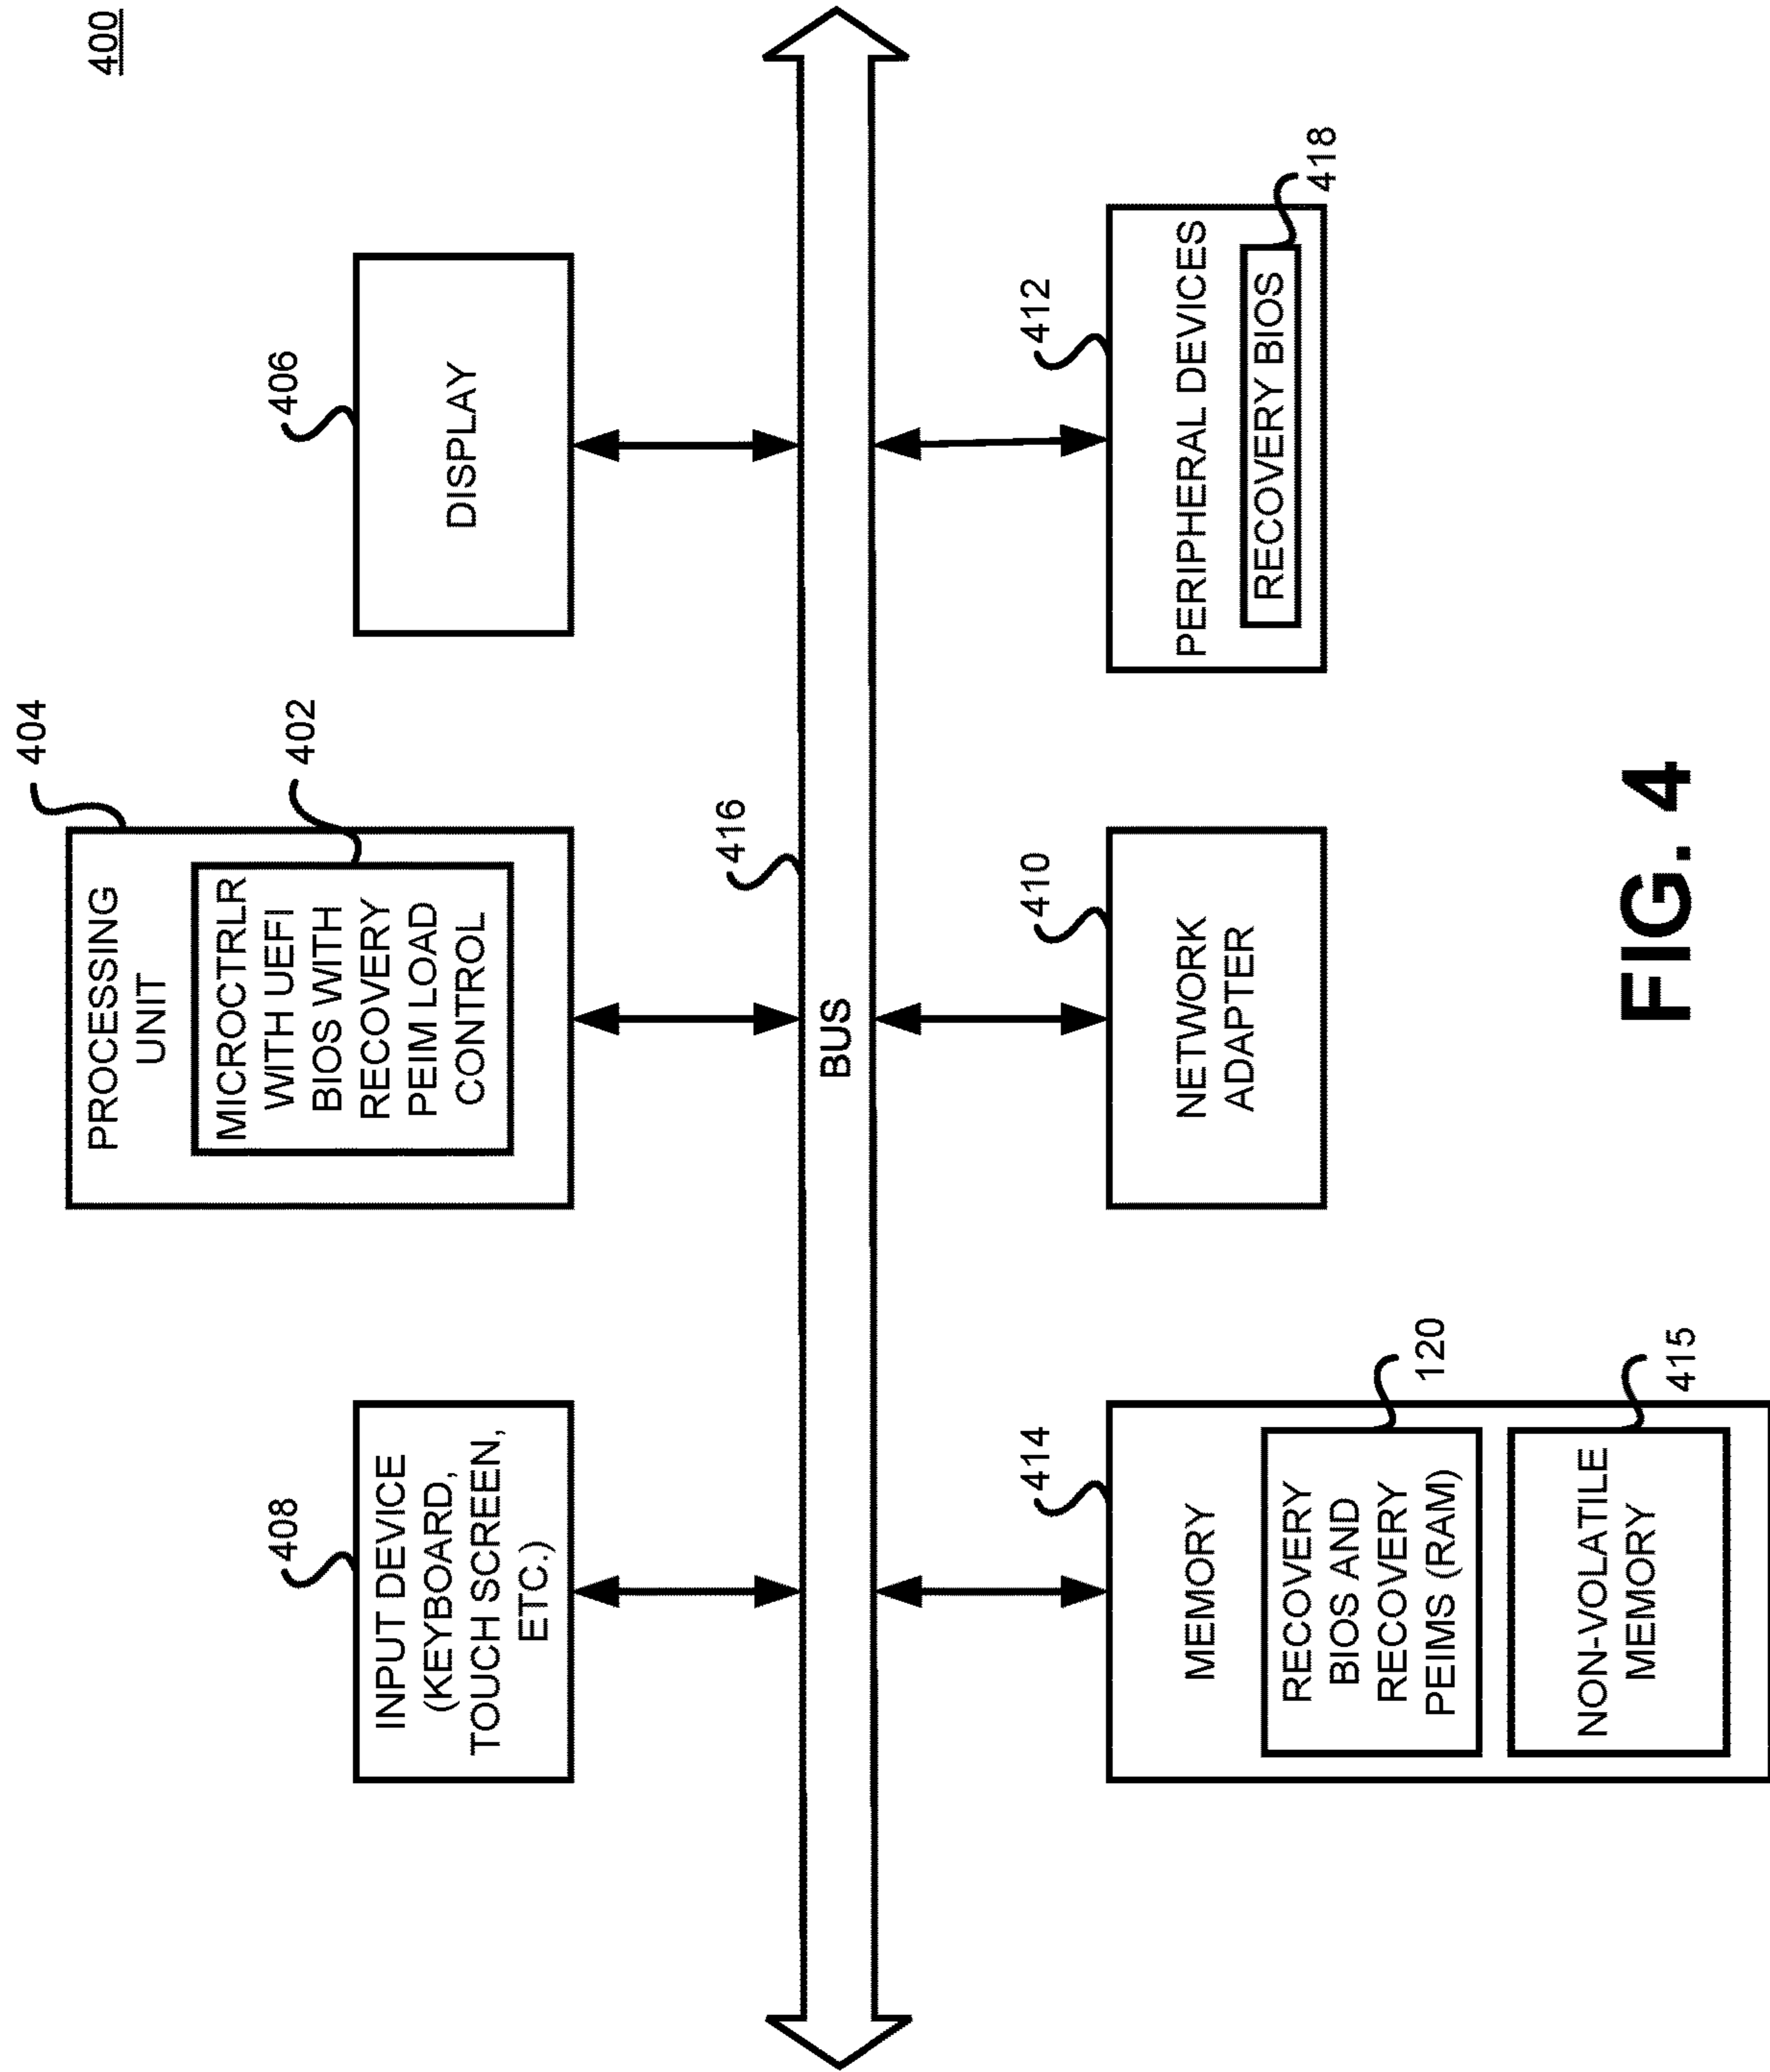 400
404
408
INPUT DEVICE
(KEYBOARD,
TOUCH SCREEN,
ETC.)
PROCESSING
UNIT
402
MICROCTRLR
WITH UEFI
BIOS WITH
RECOVERY
PEIM LOAD
CONTROL
406
DISPLAY
416
BUS
414
MEMORY
120
RECOVERY
BIOS AND
RECOVERY
PEIMS (RAM)
415
NON-VOLATILE
MEMORY
410
NETWORK
ADAPTER
412
PERIPHERAL DEVICES
RECOVERY BIOS
418
FIG. 4